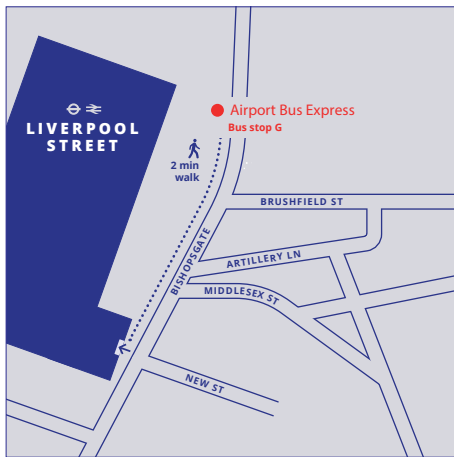 Airport Bus Express
Bus stop G
LIVERPOOL
STREET
2 min
walk
BRUSHFIELD ST
BISHOPSGATE
ARTILLERY LN
MIDDLESEX ST
NEW ST